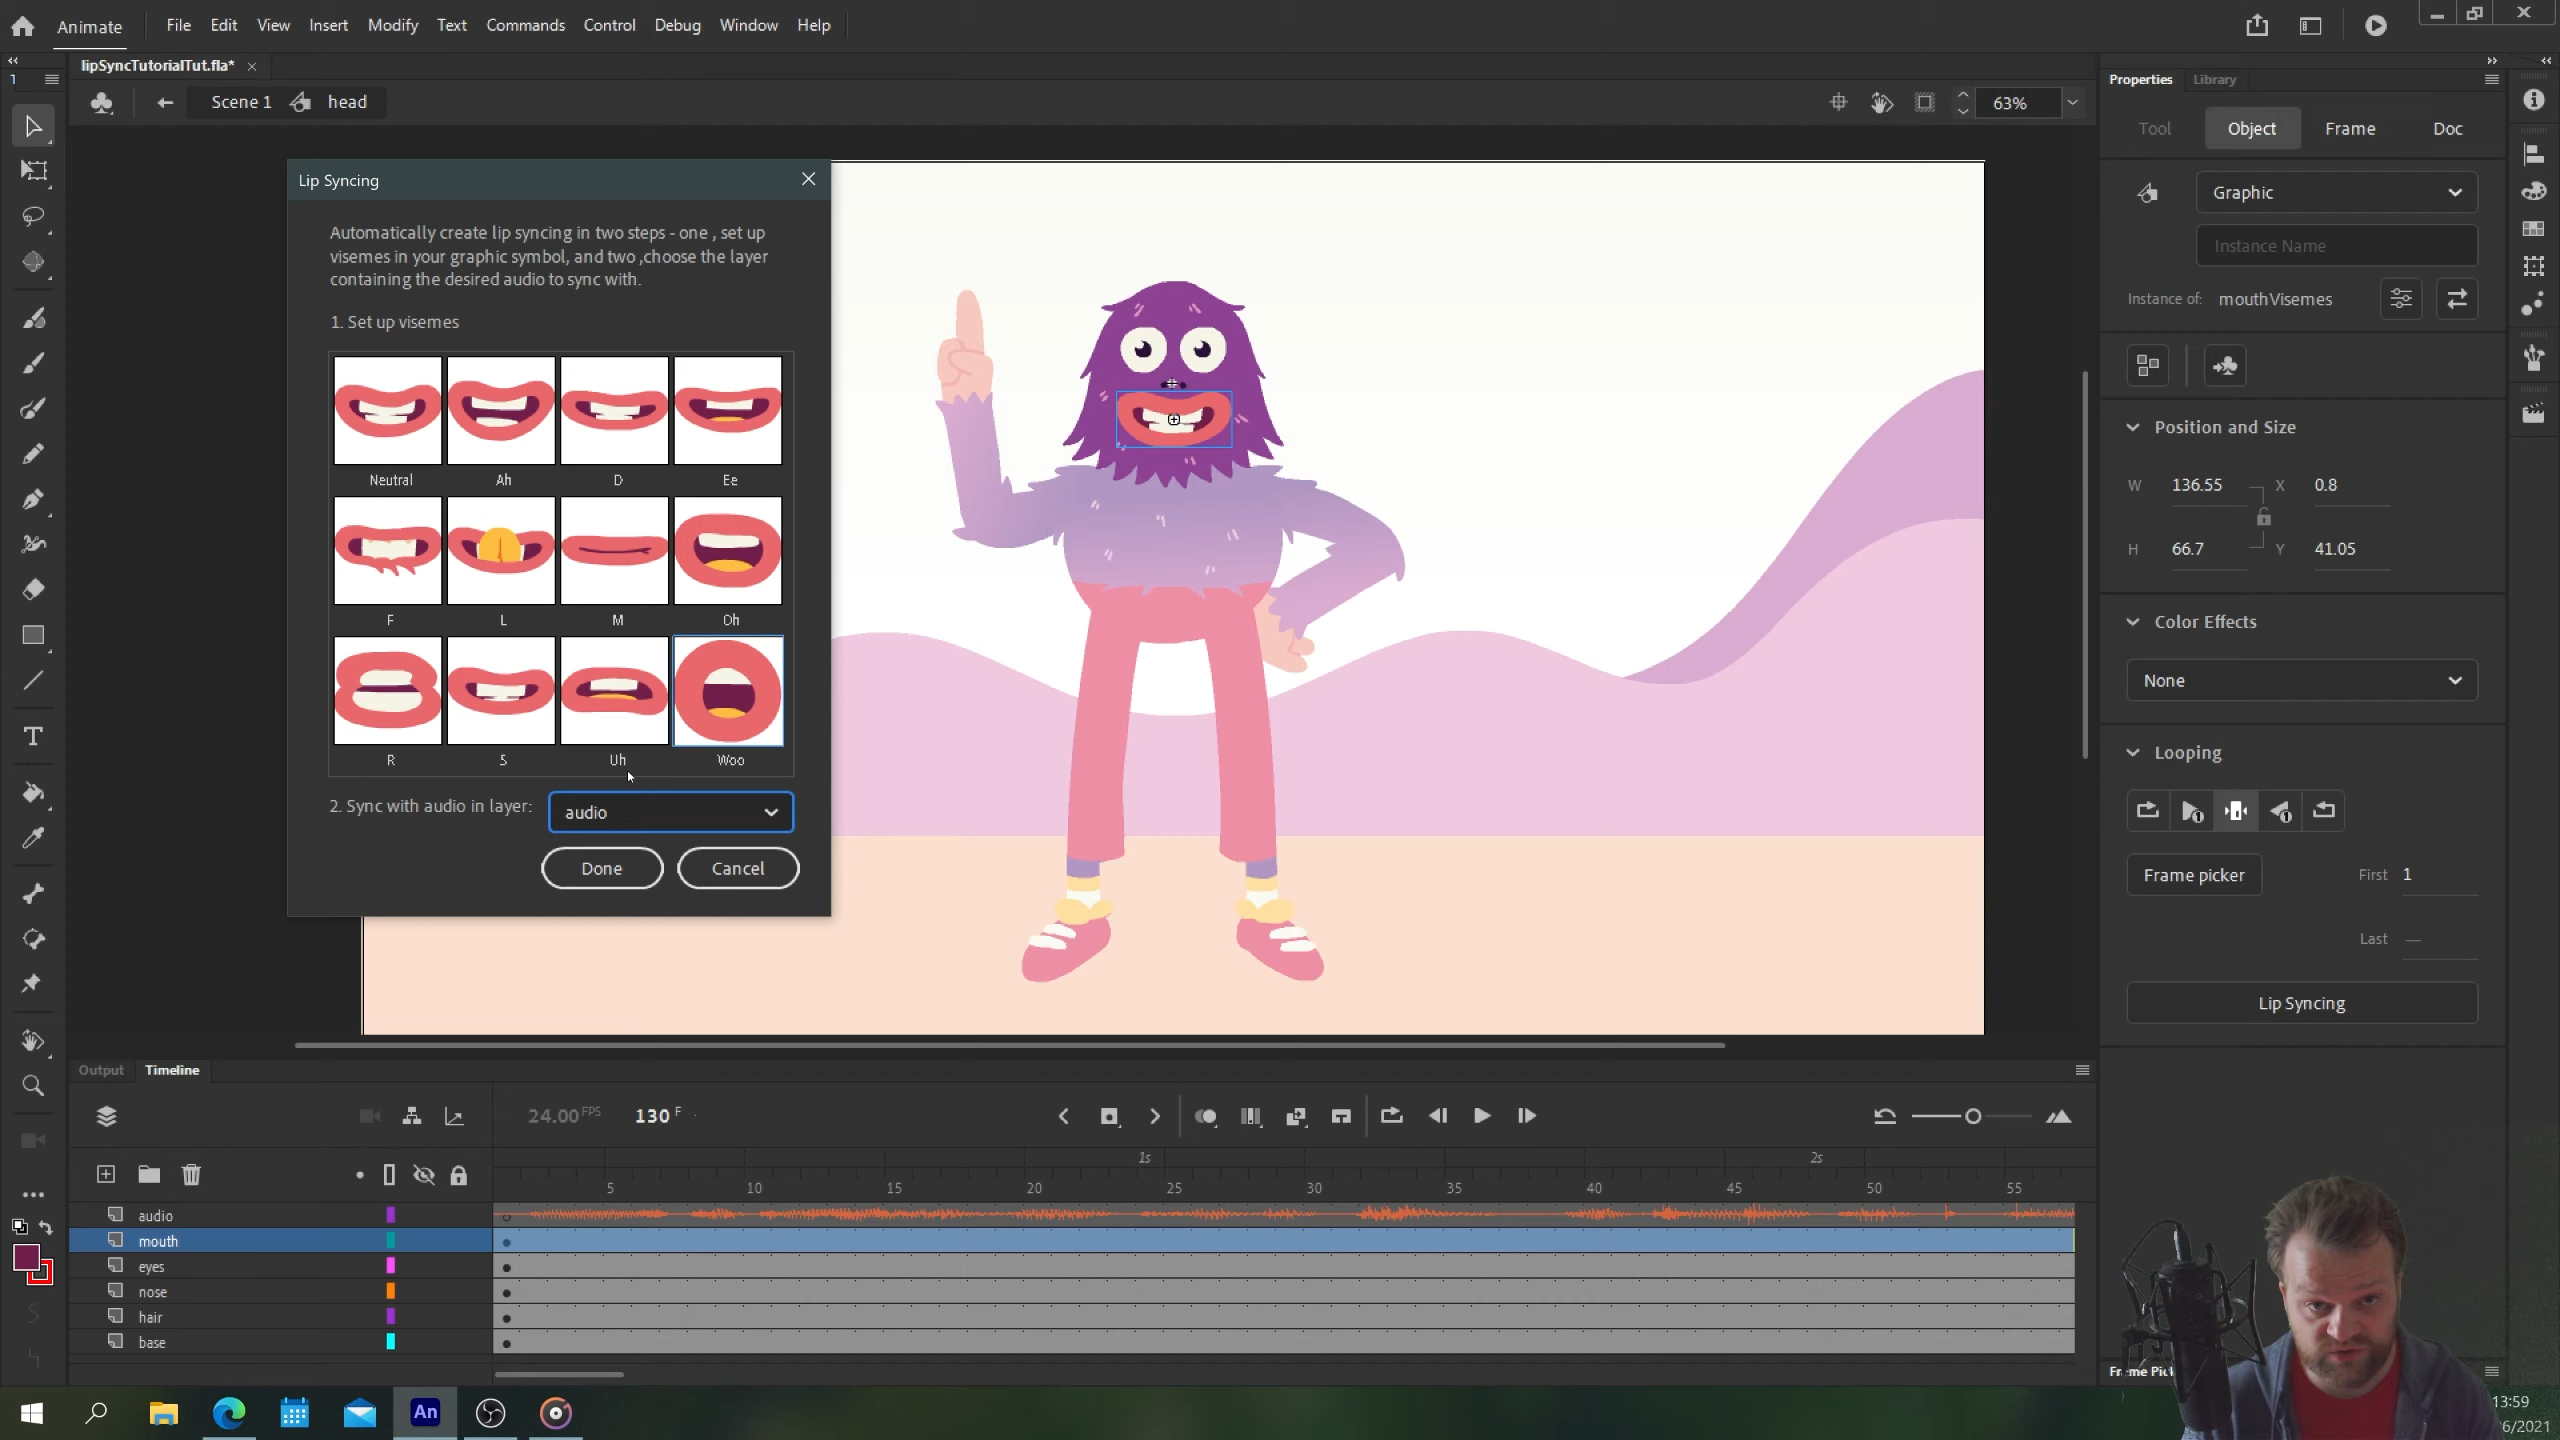 Animate File Edit View Insert Modify Text Commands Control Debug Window Help
1
lipSyncTutorialTut.fla*
Scene 1 head
63%
Lip Syncing
Automatically create lip syncing in two steps - one , set up
visemes in your graphic symbol, and two ,choose the layer
containing the desired audio to sync with.
1. Set up visemes
Neutral Ah D Ee
F L M Oh
R S Uh Woo
2. Sync with audio in layer: audio
Done Cancel
Properties Library
Tool Object Frame Doc
Graphic
Instance Name
Instance of: mouthVisemes
Position and Size
W 136.55 X 0.8
H 66.7 Y 41.05
Color Effects
None
Looping
Frame picker First 1
Last —
Lip Syncing
Output Timeline
24.00 FPS 130 F
1s 2s
5 10 15 20 25 30 35 40 45 50 55
audio
mouth
eyes
nose
hair
base
An
13:59